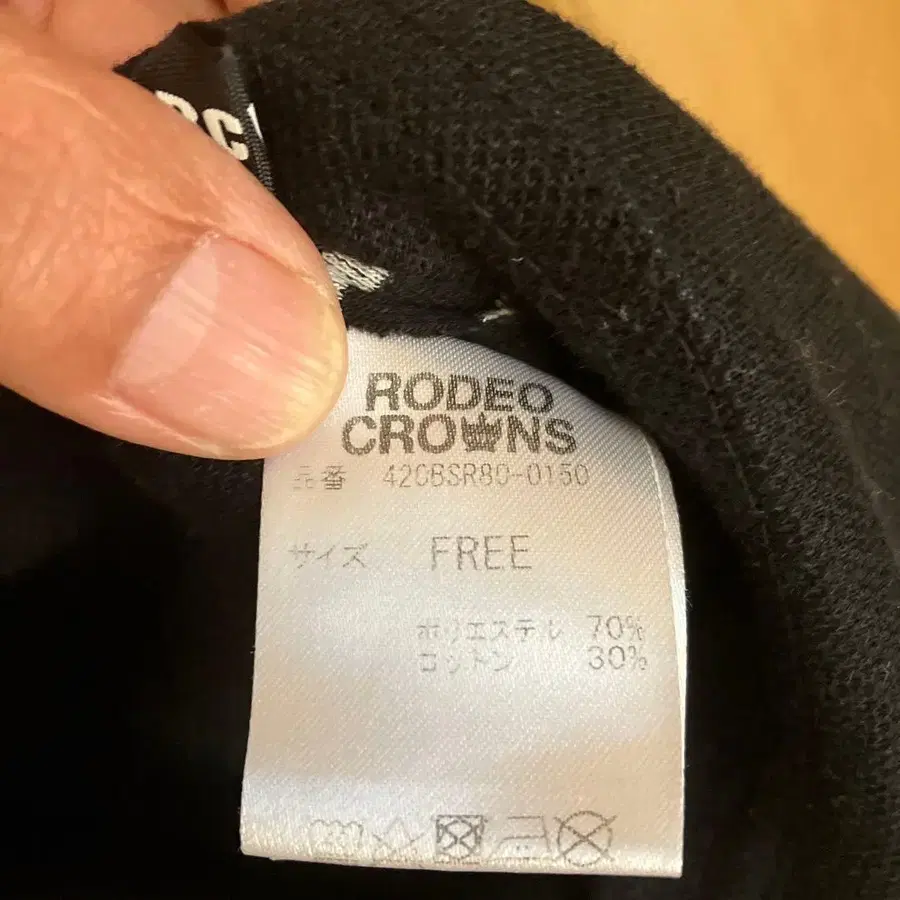 RC
RODEO
CROWNS
品番 420BSR80-0150
サイズ FREE
ポリエステル 70%
コットン 30%